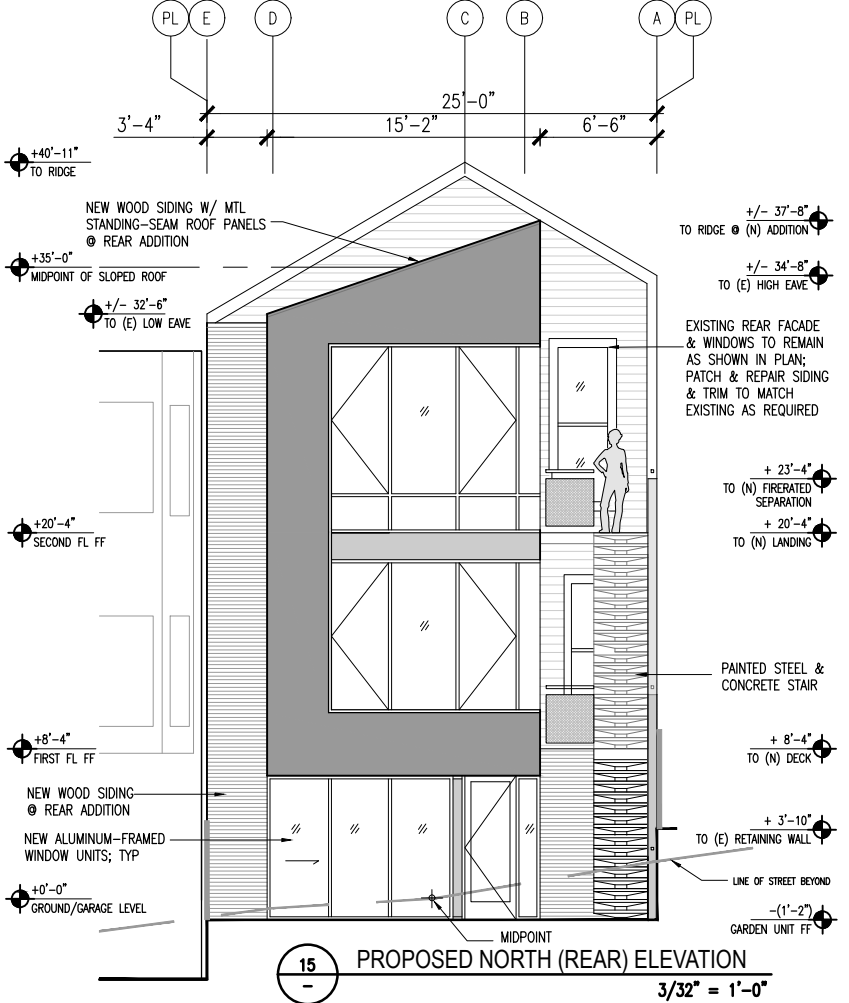 PL E D C B A PL
25'-0"
3'-4" 15'-2" 6'-6"
+40'-11"
TO RIDGE
NEW WOOD SIDING W/ MTL
STANDING-SEAM ROOF PANELS
@ REAR ADDITION
+35'-0"
MIDPOINT OF SLOPED ROOF
+/- 32'-6"
TO (E) LOW EAVE
+/- 37'-8"
TO RIDGE @ (N) ADDITION
+/- 34'-8"
TO (E) HIGH EAVE
EXISTING REAR FACADE
& WINDOWS TO REMAIN
AS SHOWN IN PLAN;
PATCH & REPAIR SIDING
& TRIM TO MATCH
EXISTING AS REQUIRED
+ 23'-4"
TO (N) FIRERATED
SEPARATION
+20'-4"
SECOND FL FF
+ 20'-4"
TO (N) LANDING
PAINTED STEEL &
CONCRETE STAIR
+8'-4"
FIRST FL FF
+ 8'-4"
TO (N) DECK
NEW WOOD SIDING
@ REAR ADDITION
NEW ALUMINUM-FRAMED
WINDOW UNITS; TYP
+ 3'-10"
TO (E) RETAINING WALL
LINE OF STREET BEYOND
+0'-0"
GROUND/GARAGE LEVEL
-(1'-2")
GARDEN UNIT FF
MIDPOINT
15
-
PROPOSED NORTH (REAR) ELEVATION
3/32" = 1'-0"